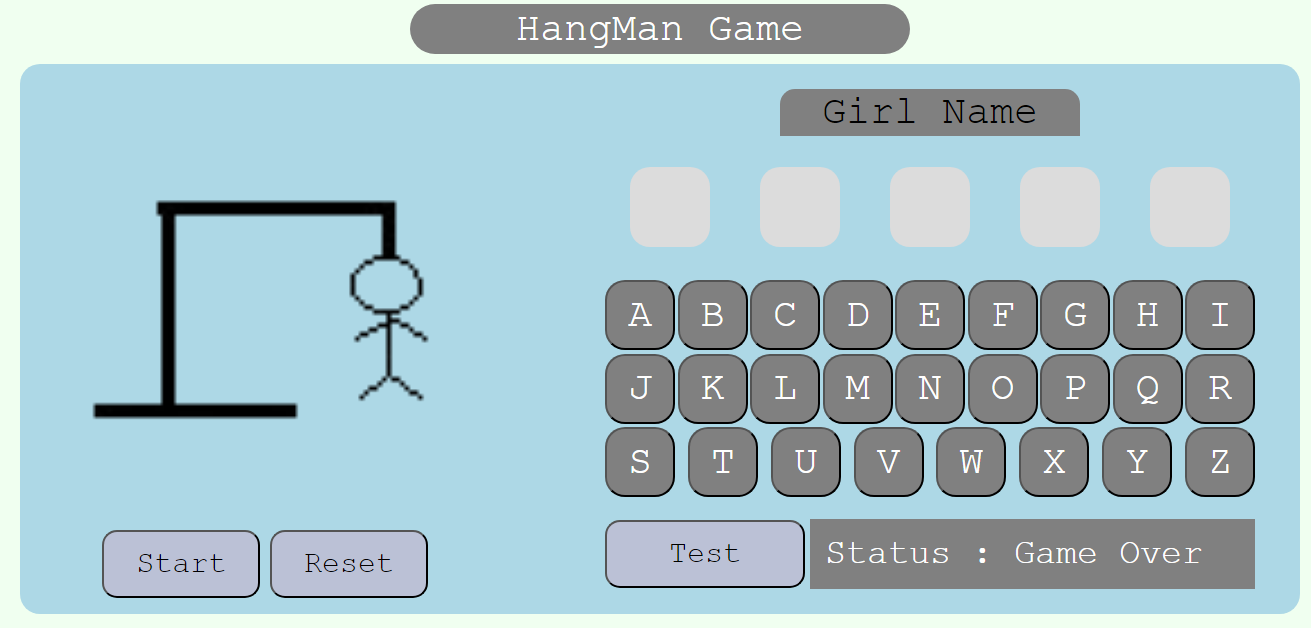 HangMan Game
Girl Name
A B C D E F G H I
J K L M N O P Q R
S T U V W X Y Z
Start Reset Test Status : Game Over